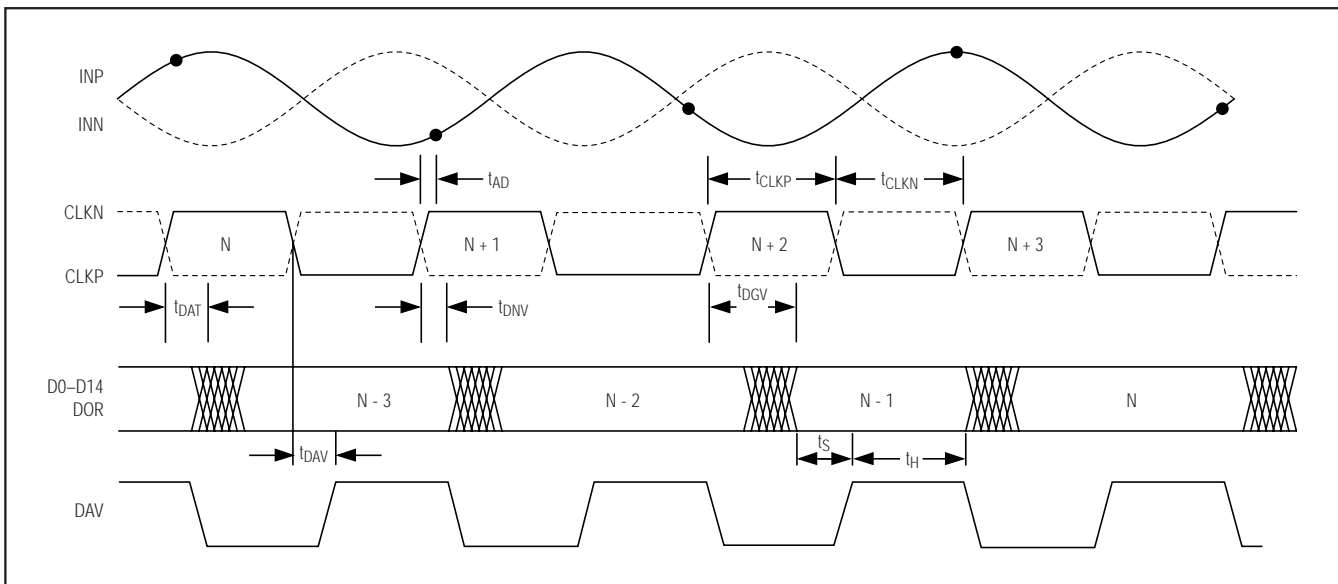 INP
INN
tAD
tCLKP
tCLKN
CLKN
N
N + 1
N + 2
N + 3
CLKP
tDAT
tDNV
tDGV
D0–D14
DOR
N - 3
N - 2
N - 1
N
tDAV
tS
tH
DAV